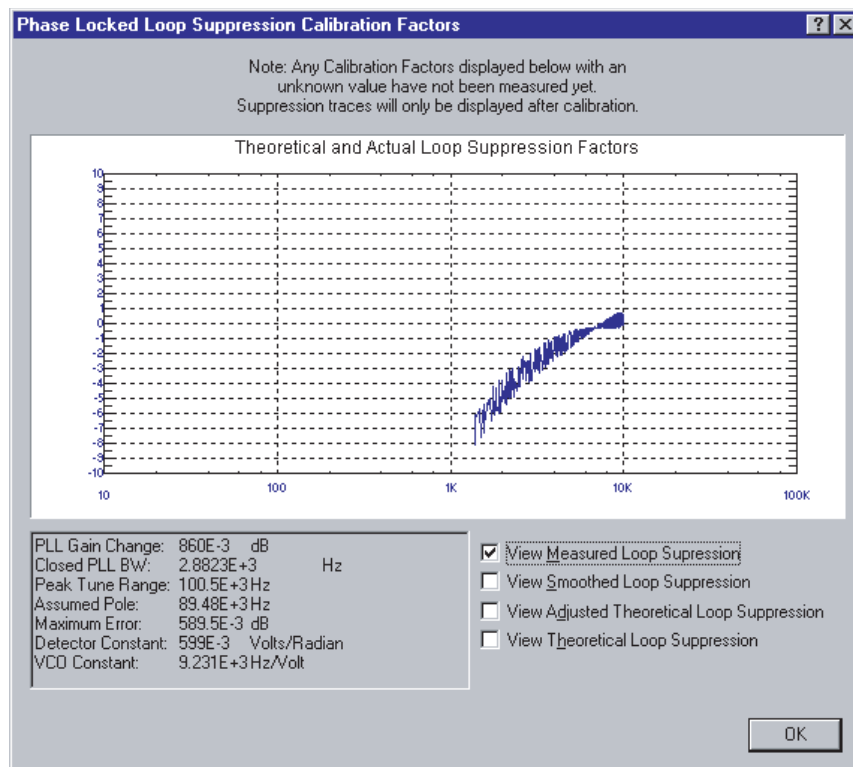 Phase Locked Loop Suppression Calibration Factors
Note: Any Calibration Factors displayed below with an
unknown value have not been measured yet.
Suppression traces will only be displayed after calibration.
Theoretical and Actual Loop Suppression Factors
10
9
8
7
6
5
4
3
2
1
0
-1
-2
-3
-4
-5
-6
-7
-8
-9
-10
10 100 1K 10K 100K
PLL Gain Change: 860E-3 dB
Closed PLL BW: 2.8823E+3 Hz
Peak Tune Range: 100.5E+3 Hz
Assumed Pole: 89.48E+3 Hz
Maximum Error: 589.5E-3 dB
Detector Constant: 599E-3 Volts/Radian
VCO Constant: 9.231E+3 Hz/Volt
View Measured Loop Supression
View Smoothed Loop Suppression
View Adjusted Theoretical Loop Suppression
View Theoretical Loop Suppression
OK